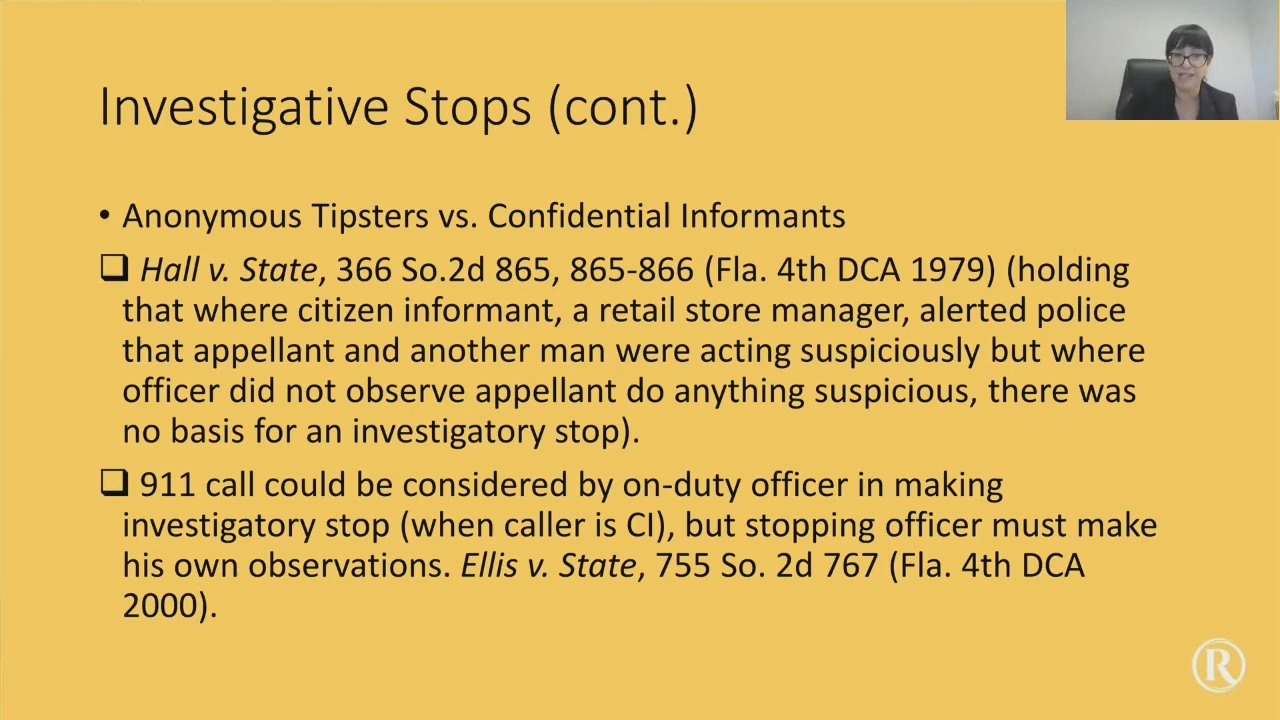 Investigative Stops (cont.)
• Anonymous Tipsters vs. Confidential Informants
❑ Hall v. State, 366 So.2d 865, 865-866 (Fla. 4th DCA 1979) (holding
that where citizen informant, a retail store manager, alerted police
that appellant and another man were acting suspiciously but where
officer did not observe appellant do anything suspicious, there was
no basis for an investigatory stop).
❑ 911 call could be considered by on-duty officer in making
investigatory stop (when caller is CI), but stopping officer must make
his own observations. Ellis v. State, 755 So. 2d 767 (Fla. 4th DCA
2000).
R